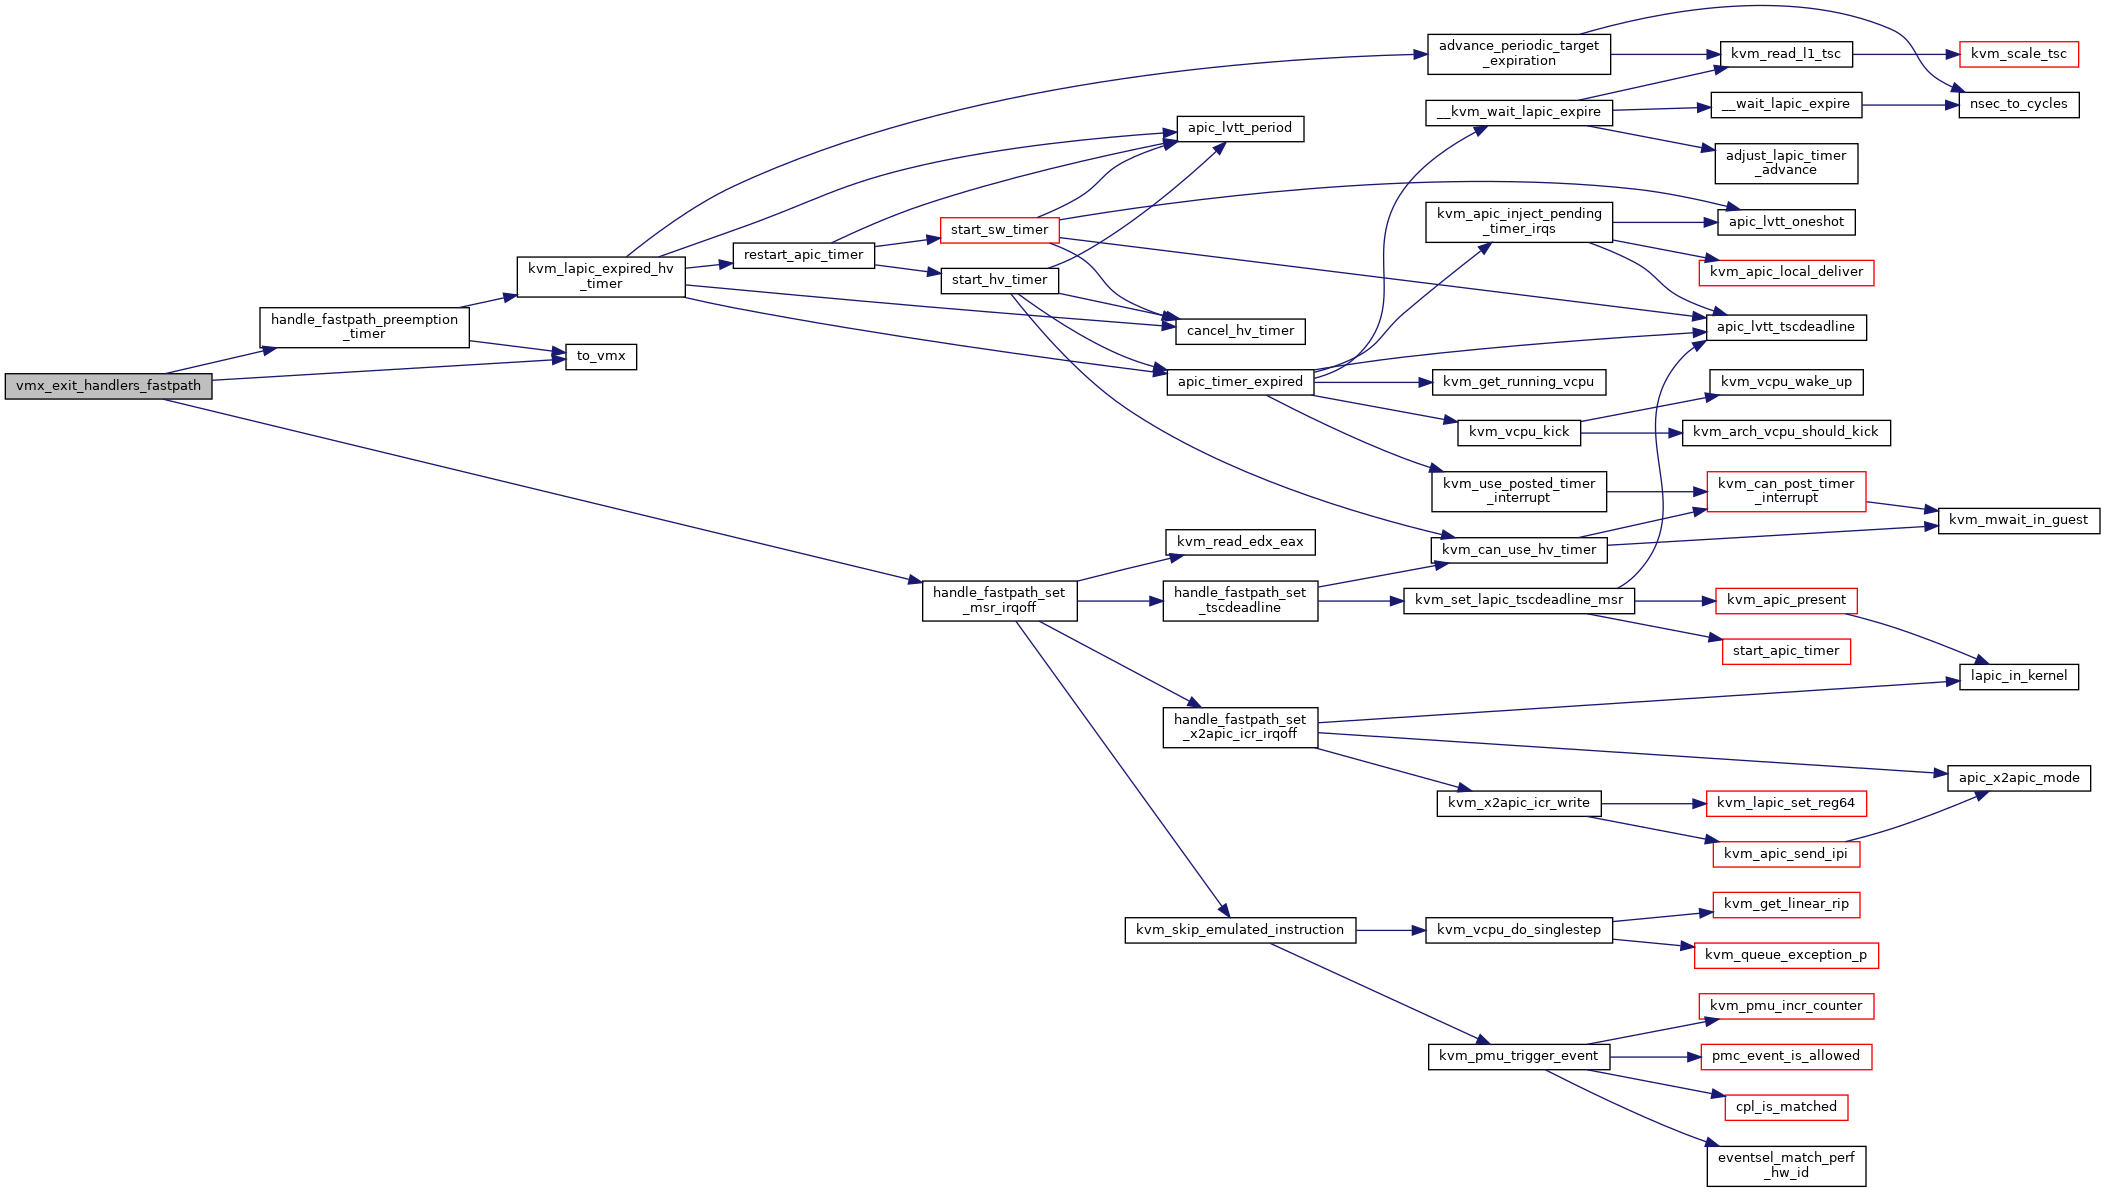 advance_periodic_target
_expiration
kvm_read_l1_tsc
kvm_scale_tsc
__kvm_wait_lapic_expire
__wait_lapic_expire
nsec_to_cycles
apic_lvtt_period
adjust_lapic_timer
_advance
kvm_apic_inject_pending
_timer_irqs
apic_lvtt_oneshot
start_sw_timer
restart_apic_timer
kvm_lapic_expired_hv
_timer
start_hv_timer
kvm_apic_local_deliver
handle_fastpath_preemption
_timer
cancel_hv_timer
apic_lvtt_tscdeadline
to_vmx
vmx_exit_handlers_fastpath
apic_timer_expired
kvm_get_running_vcpu
kvm_vcpu_wake_up
kvm_vcpu_kick
kvm_arch_vcpu_should_kick
kvm_use_posted_timer
_interrupt
kvm_can_post_timer
_interrupt
kvm_mwait_in_guest
kvm_read_edx_eax
kvm_can_use_hv_timer
handle_fastpath_set
_msr_irqoff
handle_fastpath_set
_tscdeadline
kvm_set_lapic_tscdeadline_msr
kvm_apic_present
start_apic_timer
lapic_in_kernel
handle_fastpath_set
_x2apic_icr_irqoff
apic_x2apic_mode
kvm_x2apic_icr_write
kvm_lapic_set_reg64
kvm_apic_send_ipi
kvm_get_linear_rip
kvm_skip_emulated_instruction
kvm_vcpu_do_singlestep
kvm_queue_exception_p
kvm_pmu_incr_counter
kvm_pmu_trigger_event
pmc_event_is_allowed
cpl_is_matched
eventsel_match_perf
_hw_id